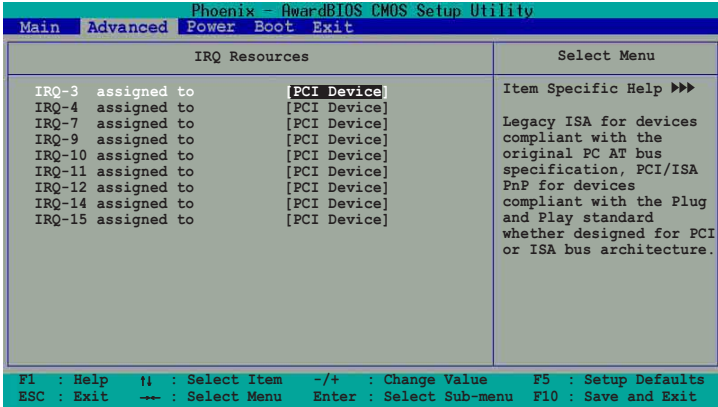 Phoenix - AwardBIOS CMOS Setup Utility
Main Advanced Power Boot Exit
IRQ Resources
Select Menu
IRQ-3 assigned to [PCI Device]
IRQ-4 assigned to [PCI Device]
IRQ-7 assigned to [PCI Device]
IRQ-9 assigned to [PCI Device]
IRQ-10 assigned to [PCI Device]
IRQ-11 assigned to [PCI Device]
IRQ-12 assigned to [PCI Device]
IRQ-14 assigned to [PCI Device]
IRQ-15 assigned to [PCI Device]
Item Specific Help ▶▶▶
Legacy ISA for devices
compliant with the
original PC AT bus
specification, PCI/ISA
PnP for devices
compliant with the Plug
and Play standard
whether designed for PCI
or ISA bus architecture.
F1 : Help ↑↓ : Select Item -/+ : Change Value F5 : Setup Defaults
ESC : Exit →← : Select Menu Enter : Select Sub-menu F10 : Save and Exit